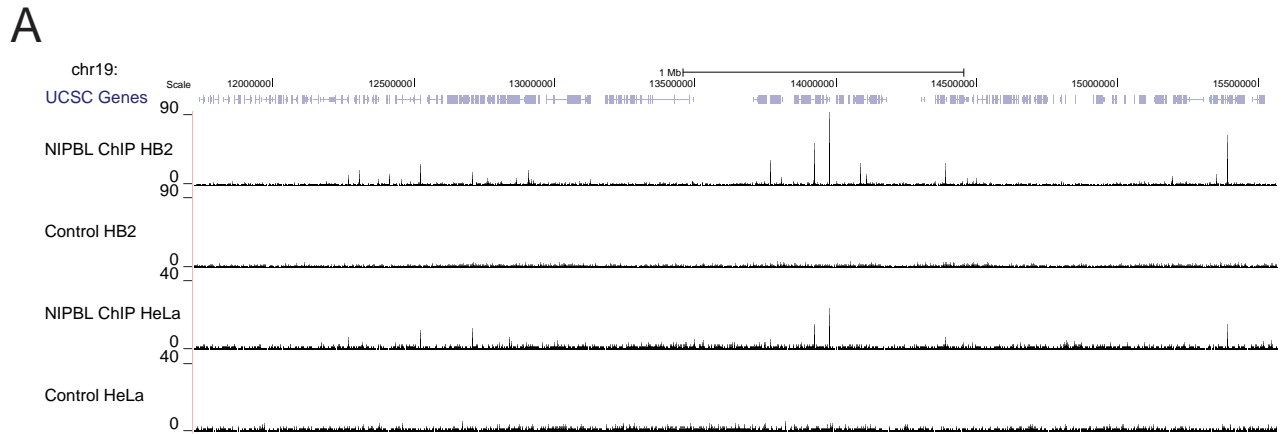 A
1 Mb
chr19:
Scale 12000000 12500000 13000000 13500000 14000000 14500000 15000000 15500000
UCSC Genes
90
NIPBL ChIP HB2
0
90
Control HB2
0
40
NIPBL ChIP HeLa
0
40
Control HeLa
0